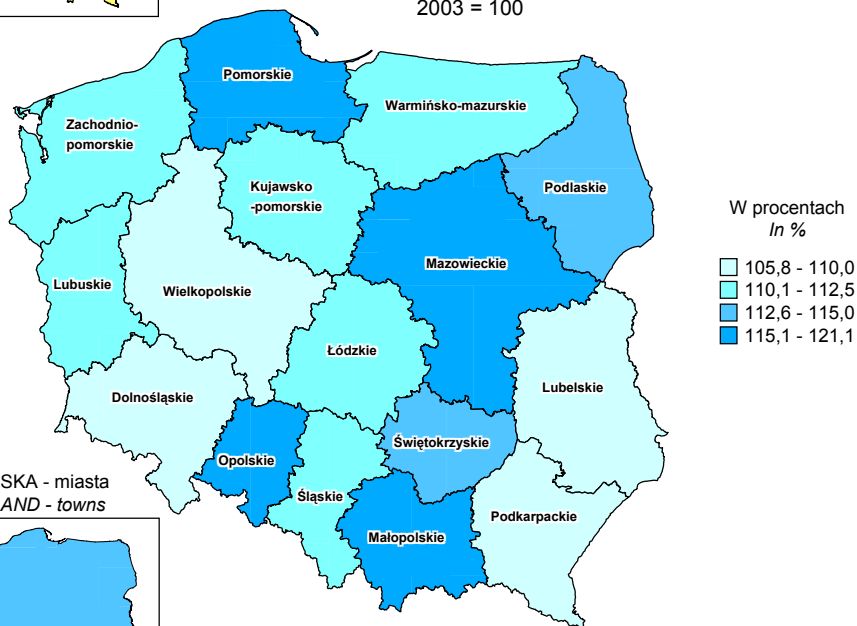 2003 = 100
Pomorskie
Warmińsko-mazurskie
Zachodnio-
pomorskie
Kujawsko
-pomorskie
Podlaskie
Mazowieckie
Lubuskie
Wielkopolskie
Łódzkie
Dolnośląskie
Lubelskie
Świętokrzyskie
Opolskie
Śląskie
Podkarpackie
Małopolskie
W procentach
In %
105,8 - 110,0
110,1 - 112,5
112,6 - 115,0
115,1 - 121,1
SKA - miasta
AND - towns